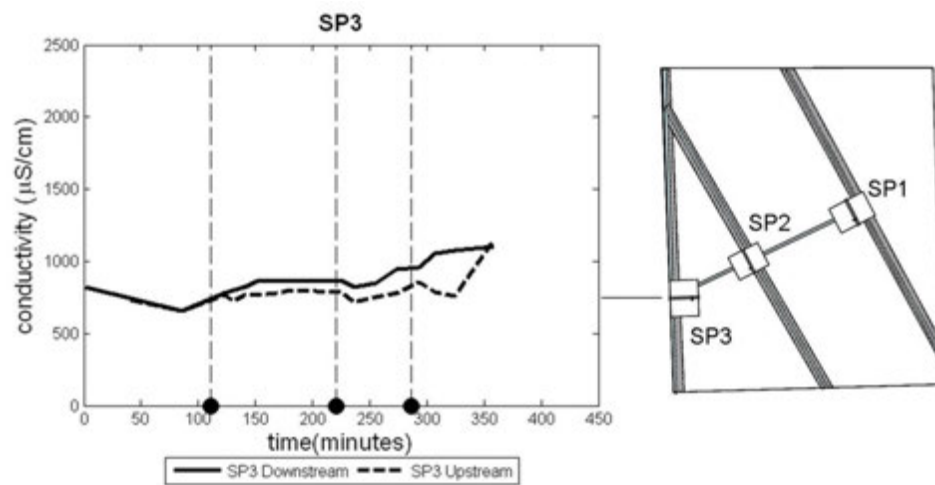 SP3
2500
2000
1500
1000
500
0
conductivity (µS/cm)
0 50 100 150 200 250 300 350 400 450
time(minutes)
SP3 Downstream SP3 Upstream
SP1
SP2
SP3